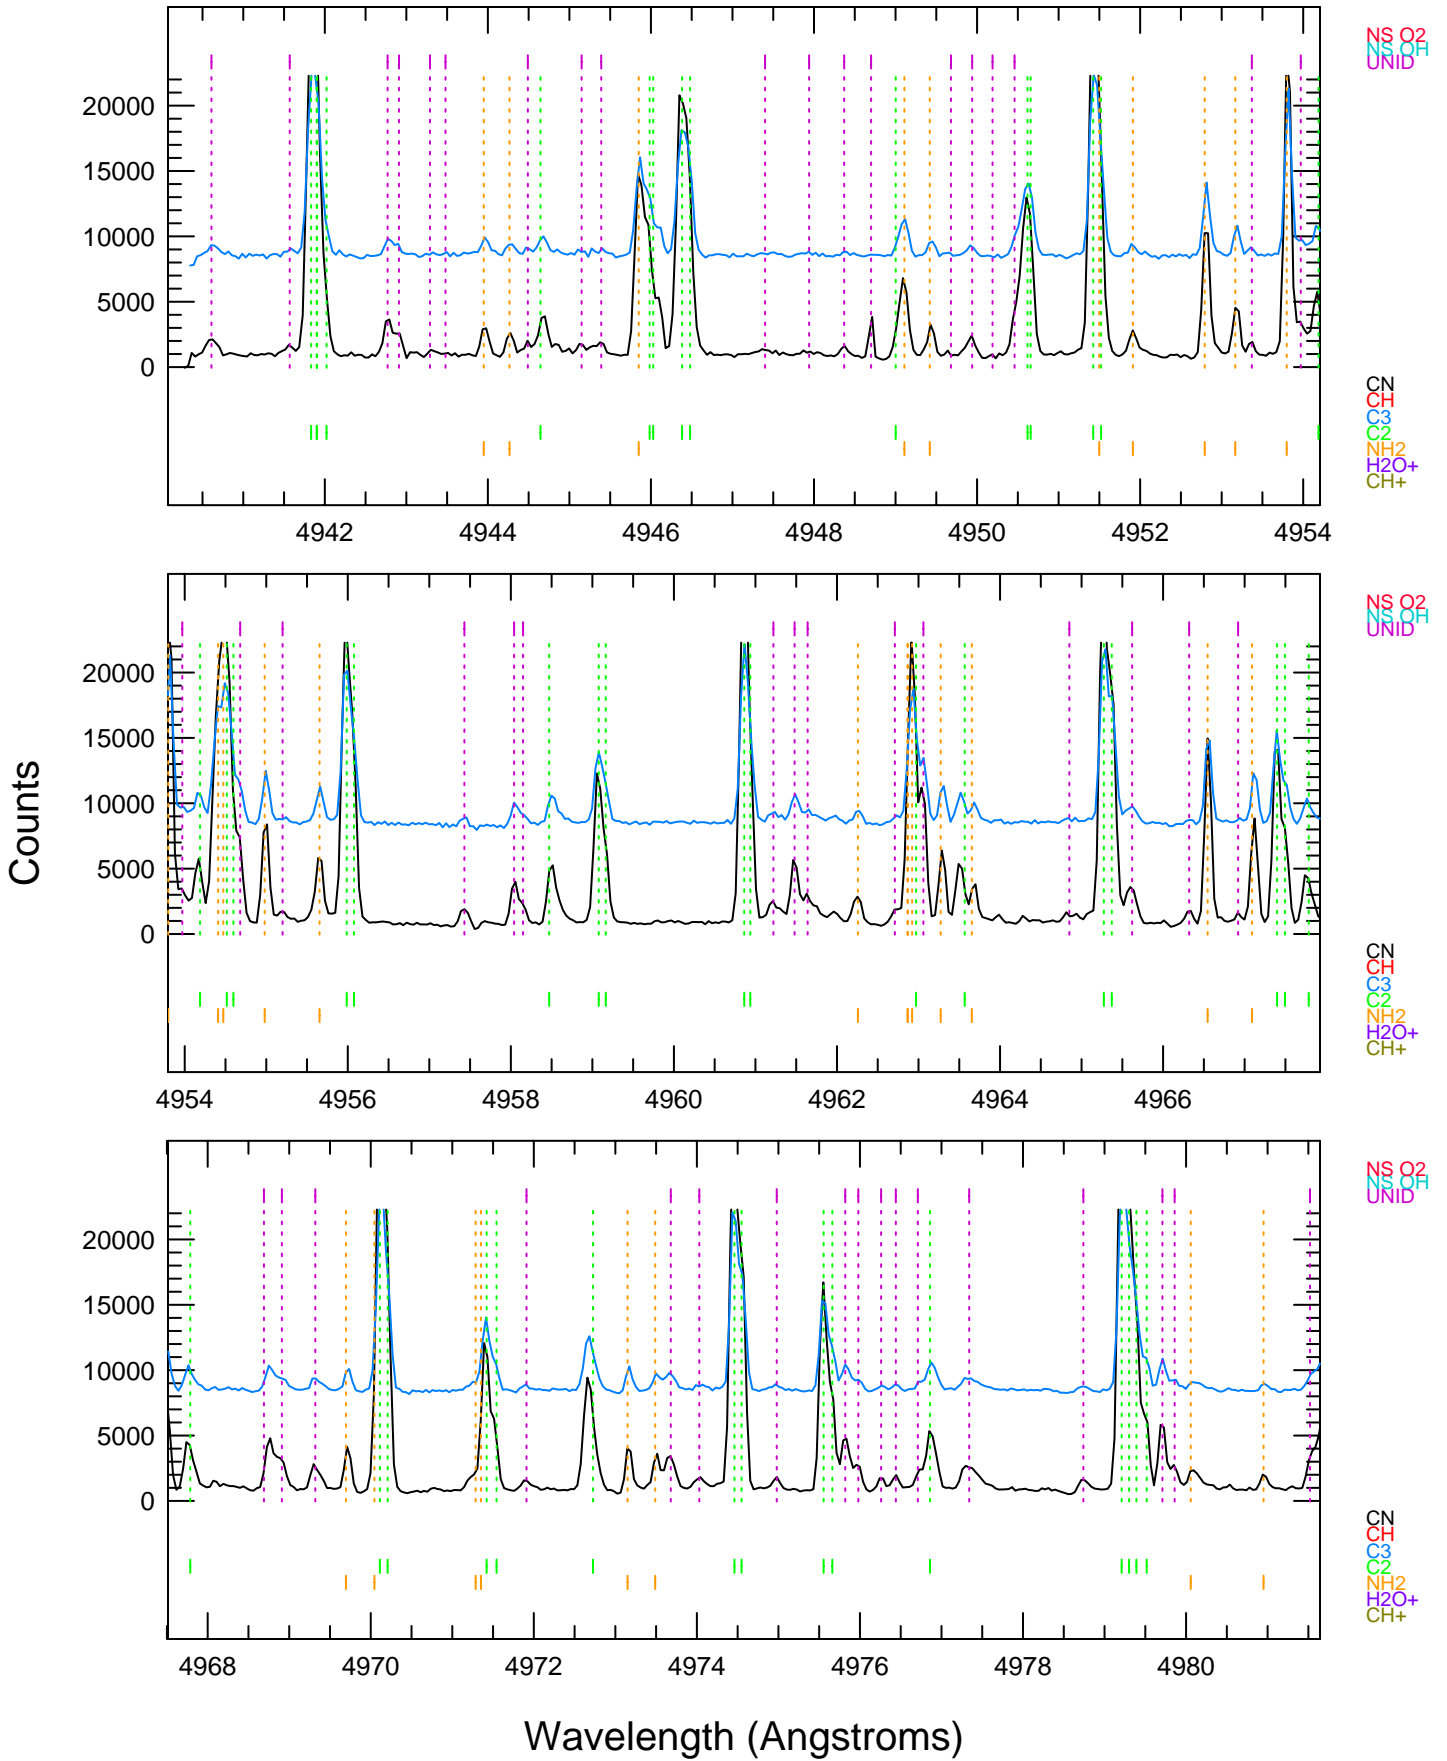 NS O2
NS OH
UNID
20000
15000
10000
5000
0
CN
CH
C3
C2
NH2
H2O+
CH+
4942 4944 4946 4948 4950 4952 4954
NS O2
NS OH
UNID
20000
15000
10000
5000
0
CN
CH
C3
C2
NH2
H2O+
CH+
4954 4956 4958 4960 4962 4964 4966
Counts
NS O2
NS OH
UNID
20000
15000
10000
5000
0
CN
CH
C3
C2
NH2
H2O+
CH+
4968 4970 4972 4974 4976 4978 4980
Wavelength (Angstroms)